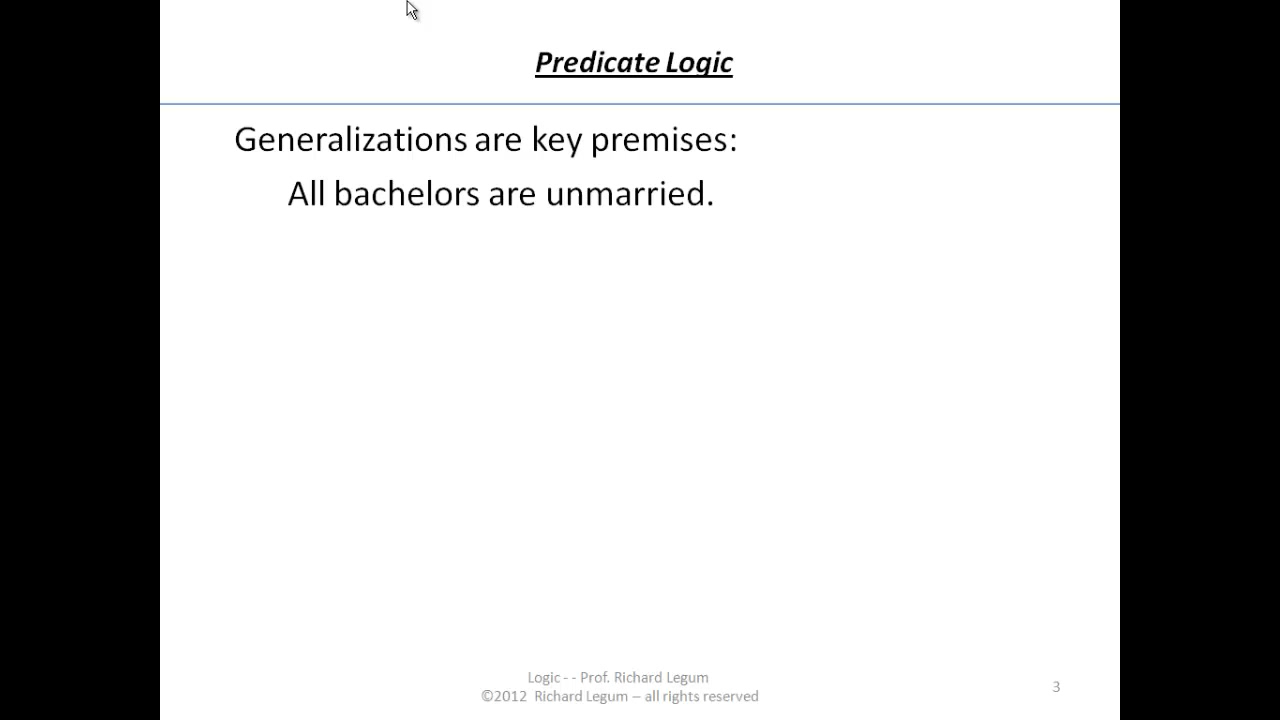 Predicate Logic
Generalizations are key premises:
All bachelors are unmarried.
Logic - - Prof. Richard Legum
©2012 Richard Legum – all rights reserved
3